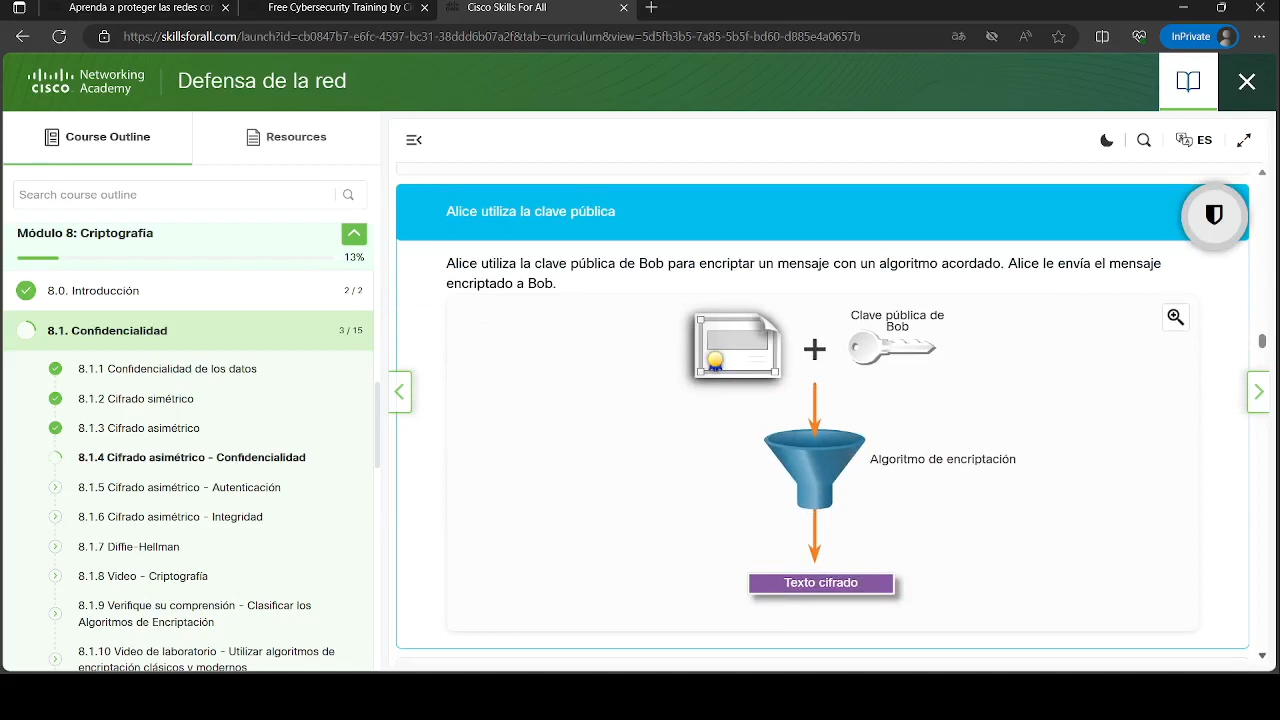 Aprenda a proteger las redes cor
Free Cybersecurity Training by Ci
Cisco Skills For All
https://skillsforall.com/launch?id=cb0847b7-e6fc-4597-bc31-38ddd6b07a2f&tab=curriculum&view=5d5fb3b5-7a85-5b5f-bd60-d885e4a0657b
InPrivate
CISCO
Networking
Academy
Defensa de la red
Course Outline
Resources
ES
Search course outline
Módulo 8: Criptografía
13%
8.0. Introducción
2 / 2
8.1. Confidencialidad
3 / 15
8.1.1 Confidencialidad de los datos
8.1.2 Cifrado simétrico
8.1.3 Cifrado asimétrico
8.1.4 Cifrado asimétrico - Confidencialidad
8.1.5 Cifrado asimétrico - Autenticación
8.1.6 Cifrado asimétrico - Integridad
8.1.7 Diffie-Hellman
8.1.8 Video - Criptografía
8.1.9 Verifique su comprensión - Clasificar los
Algoritmos de Encriptación
8.1.10 Video de laboratorio - Utilizar algoritmos de
encriptación clásicos y modernos
Alice utiliza la clave pública
Alice utiliza la clave pública de Bob para encriptar un mensaje con un algoritmo acordado. Alice le envía el mensaje
encriptado a Bob.
Clave pública de
Bob
+
Algoritmo de encriptación
Texto cifrado